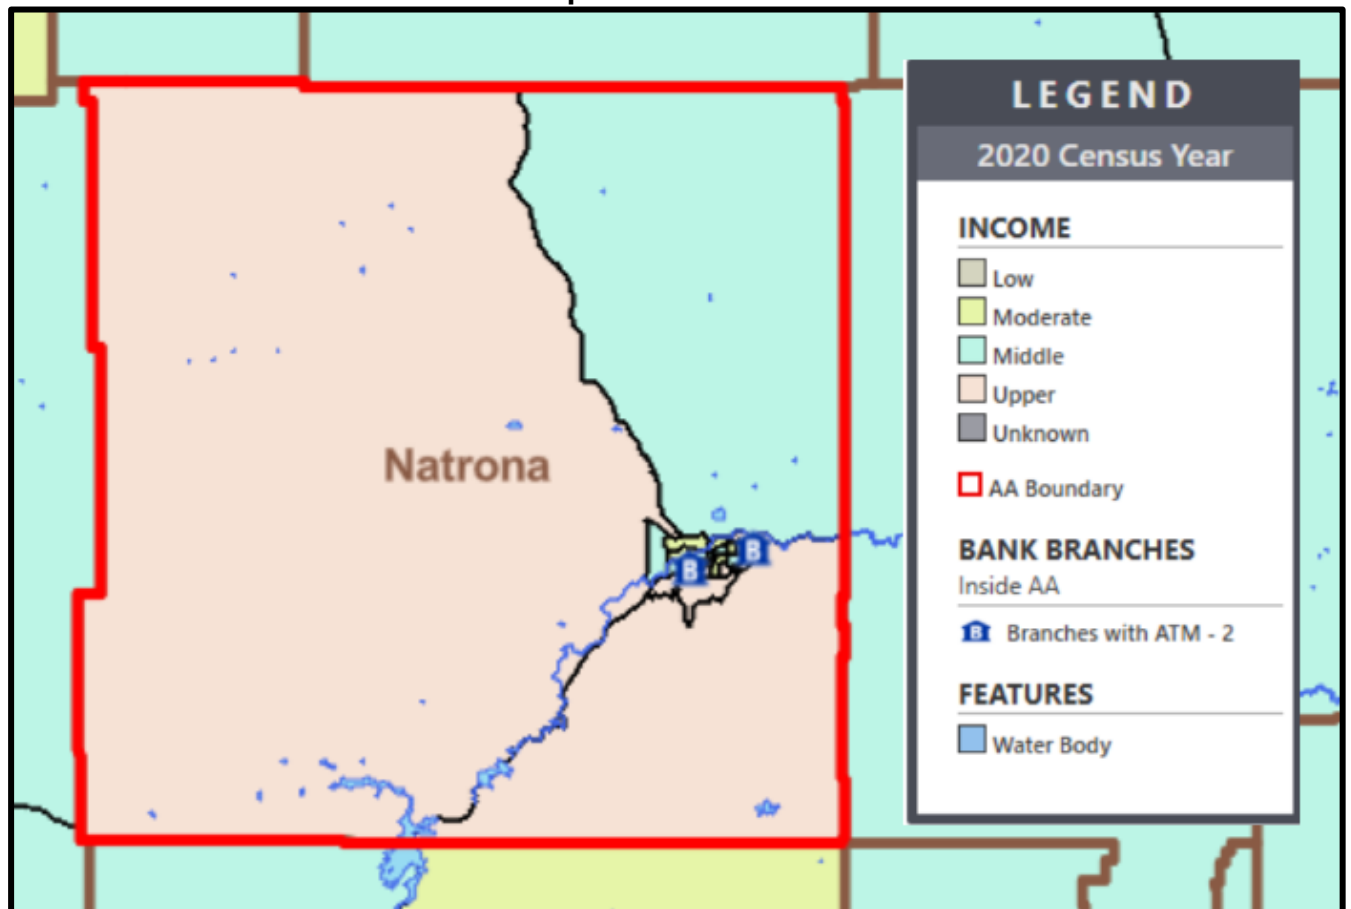 LEGEND
2020 Census Year
INCOME
Low
Moderate
Middle
Upper
Unknown
AA Boundary
BANK BRANCHES
Inside AA
B Branches with ATM - 2
FEATURES
Water Body
Natrona
B
B